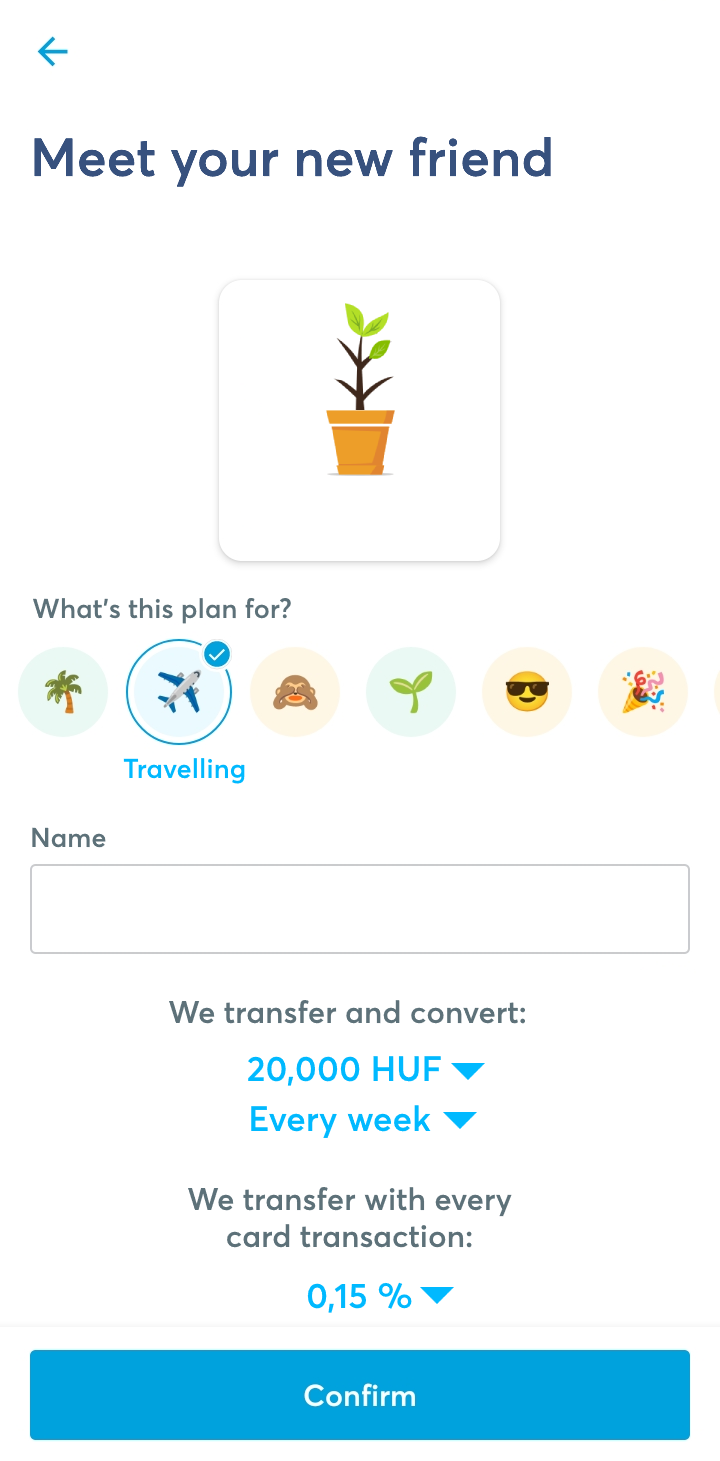 Meet your new friend
What's this plan for?
Travelling
Name
We transfer and convert:
20,000 HUF
Every week
We transfer with every
card transaction:
0,15 %
Confirm